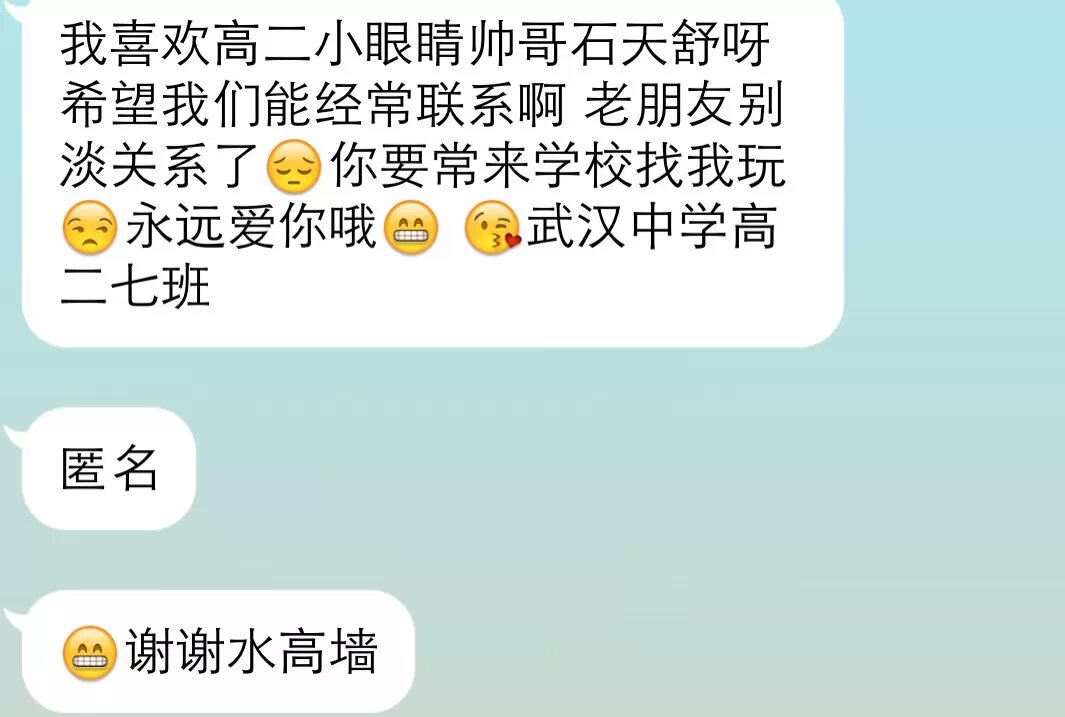 我喜欢高二小眼睛帅哥石天舒呀
希望我们能经常联系啊 老朋友别
淡关系了😔你要常来学校找我玩
😒永远爱你哦😁 😘武汉中学高
二七班
匿名
😁谢谢水高墙